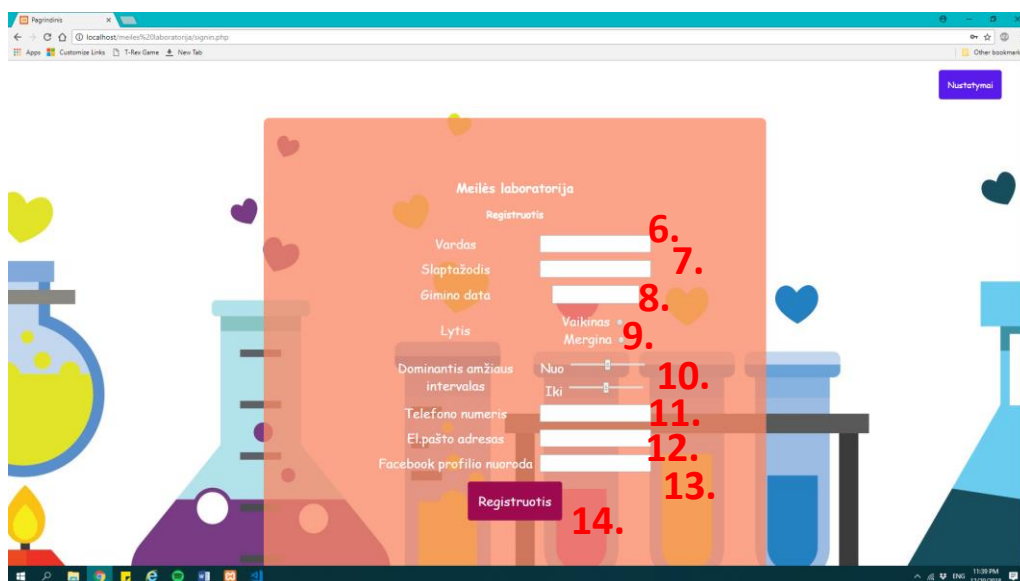 Pagrindinis
localhost/meiles%20laboratorija/signin.php
Apps Customize Links T-Rex Game New Tab Other bookmark
Nustatymai
Meilės laboratorija
Registruotis
Vardas 6.
Slaptažodis 7.
Gimino data 8.
Lytis Vaikinas
Mergina 9.
Dominantis amžiaus intervalas Nuo 10.
Iki
Telefono numeris 11.
El.pašto adresas 12.
Facebook profilio nuoroda 13.
Registruotis 14.
ENG 11:39 PM